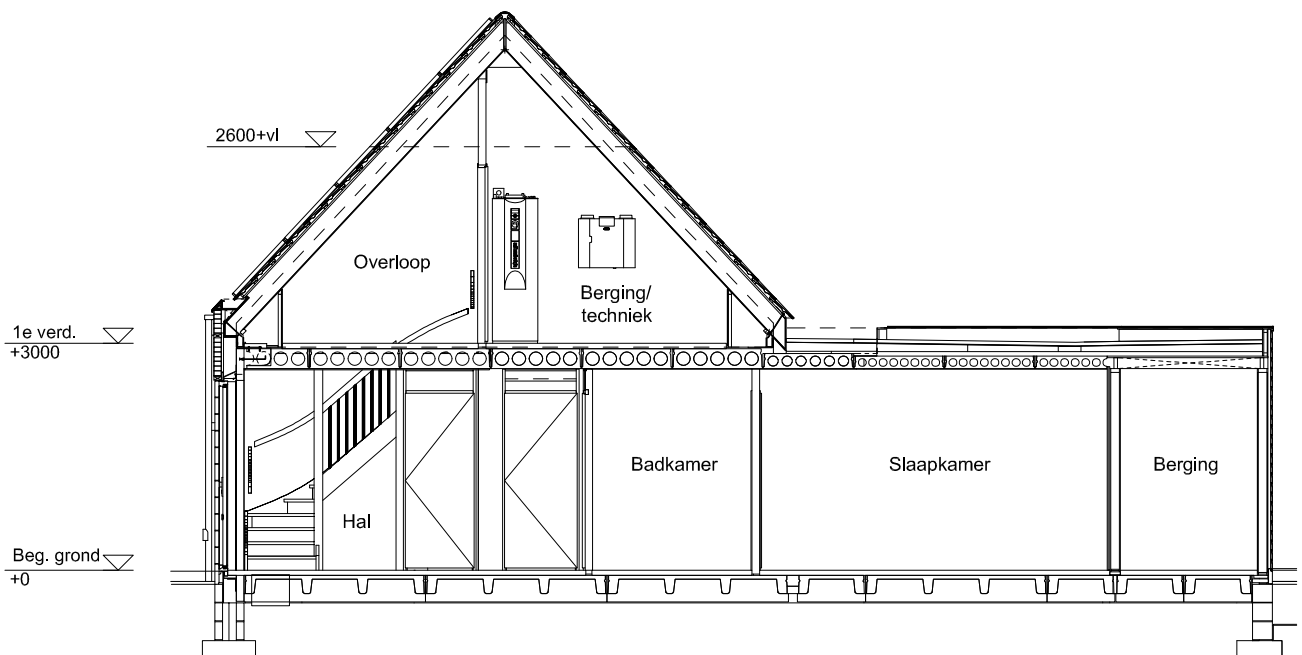 2600+vl
Overloop
Berging/
techniek
1e verd.
+3000
Badkamer
Slaapkamer
Berging
Hal
Beg. grond
+0